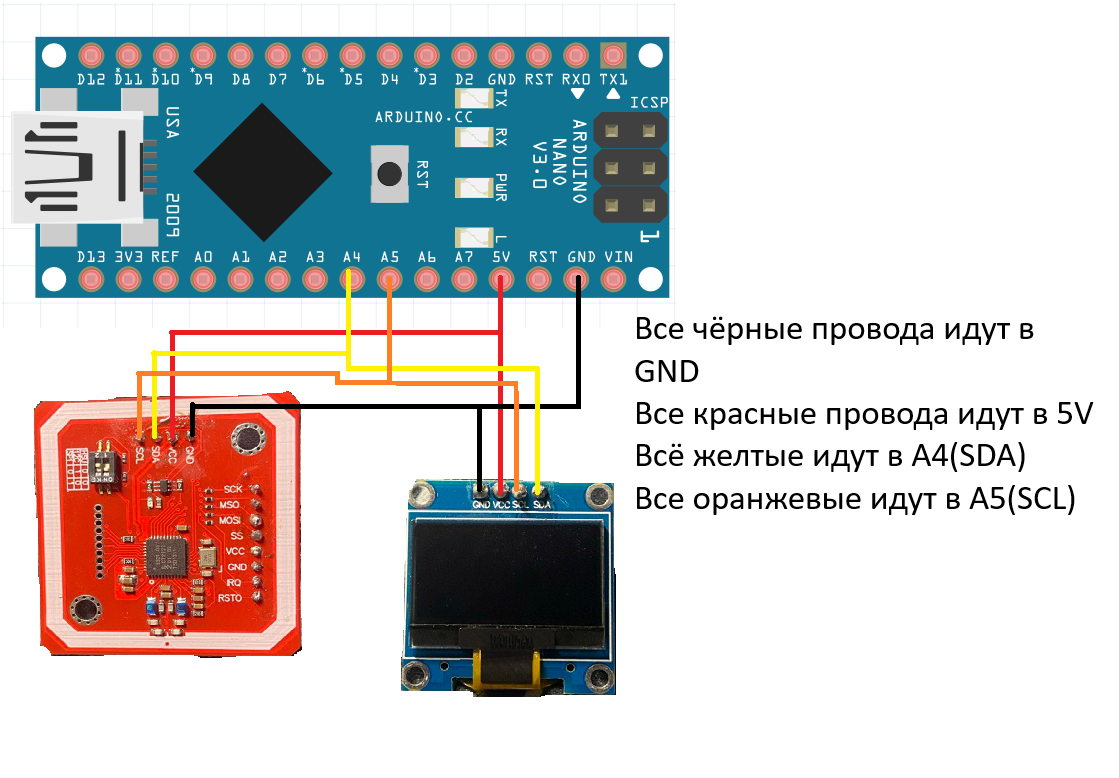 D12 *D11 *D10 *D9 D8 D7 *D6 *D5 D4 *D3 D2 GND RST RX0 TX1
ICSP
TX
ARDUINO.CC
USA
RX
ARDUINO
NANO
V3.0
RST
PWR
2005
L
1
D13 3V3 REF A0 A1 A2 A3 A4 A5 A6 A7 5V RST GND VIN
Все чёрные провода идут в
GND
Все красные провода идут в 5V
Всё желтые идут в A4(SDA)
Все оранжевые идут в A5(SCL)
SCL SDA VCC GND
SCK
MSO
MOSI
SS
VCC
GND
IRQ
RSTO
GND VCC SCL SDA